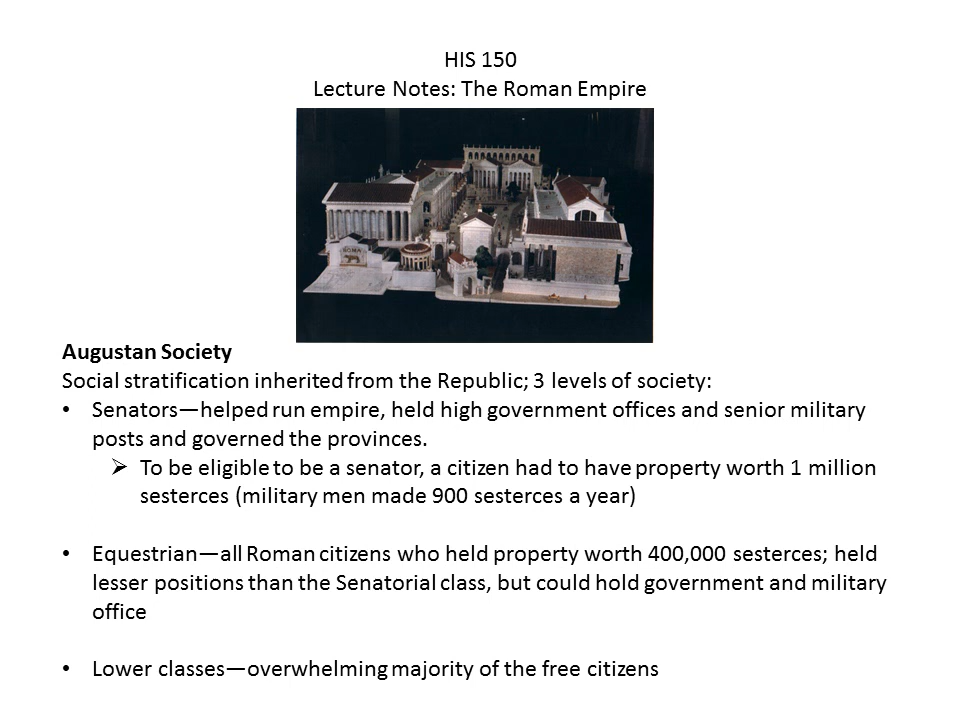 HIS 150
Lecture Notes: The Roman Empire
ROMA
Augustan Society
Social stratification inherited from the Republic; 3 levels of society:
• Senators—helped run empire, held high government offices and senior military
posts and governed the provinces.
➢ To be eligible to be a senator, a citizen had to have property worth 1 million
sesterces (military men made 900 sesterces a year)
• Equestrian—all Roman citizens who held property worth 400,000 sesterces; held
lesser positions than the Senatorial class, but could hold government and military
office
• Lower classes—overwhelming majority of the free citizens